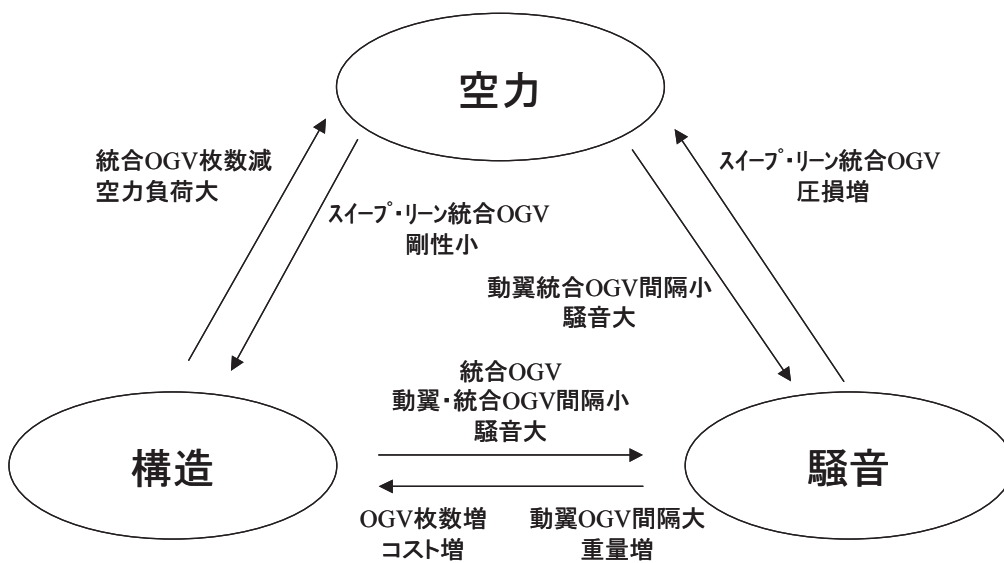 空力
統合OGV枚数減
空力負荷大
スイープ・リーン統合OGV
圧損増
スイープ・リーン統合OGV
剛性小
動翼統合OGV間隔小
騒音大
統合OGV
動翼・統合OGV間隔小
騒音大
構造
騒音
OGV枚数増
コスト増
動翼OGV間隔大
重量増